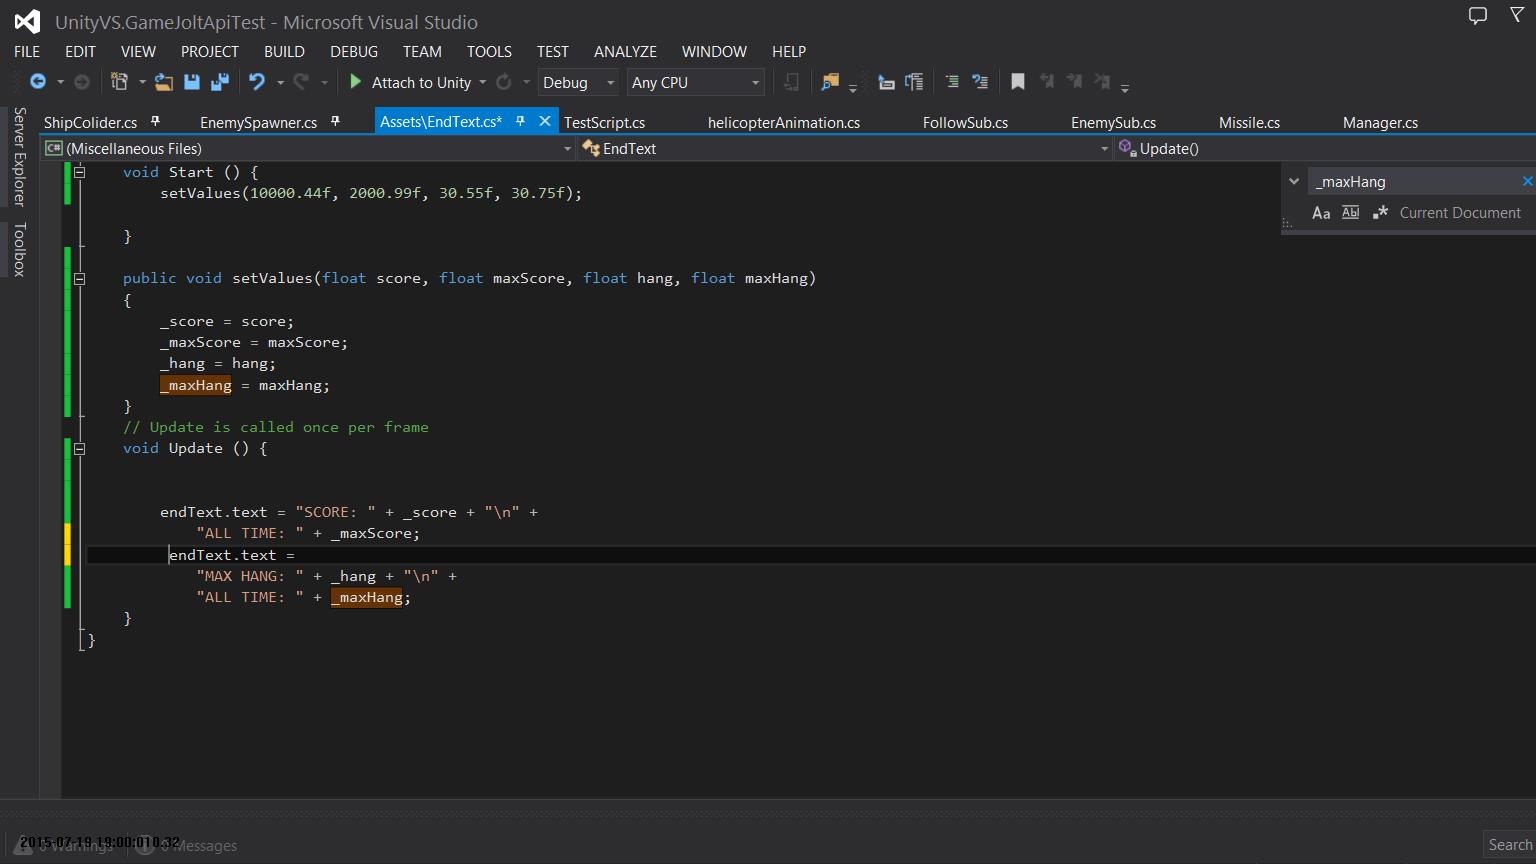 UnityVS.GameJoltApiTest - Microsoft Visual Studio
FILE EDIT VIEW PROJECT BUILD DEBUG TEAM TOOLS TEST ANALYZE WINDOW HELP
Attach to Unity Debug Any CPU
Server Explorer
Toolbox
ShipColider.cs EnemySpawner.cs Assets\EndText.cs* TestScript.cs helicopterAnimation.cs FollowSub.cs EnemySub.cs Missile.cs Manager.cs
C# (Miscellaneous Files) EndText Update()
_maxHang
Aa Abl .* Current Document
void Start () {
setValues(10000.44f, 2000.99f, 30.55f, 30.75f);
}
public void setValues(float score, float maxScore, float hang, float maxHang)
{
_score = score;
_maxScore = maxScore;
_hang = hang;
_maxHang = maxHang;
}
// Update is called once per frame
void Update () {
endText.text = "SCORE: " + _score + "\n" +
"ALL TIME: " + _maxScore;
endText.text =
"MAX HANG: " + _hang + "\n" +
"ALL TIME: " + _maxHang;
}
}
2015-07-19 19:00:010.32
0 Warnings 0 Messages
Search